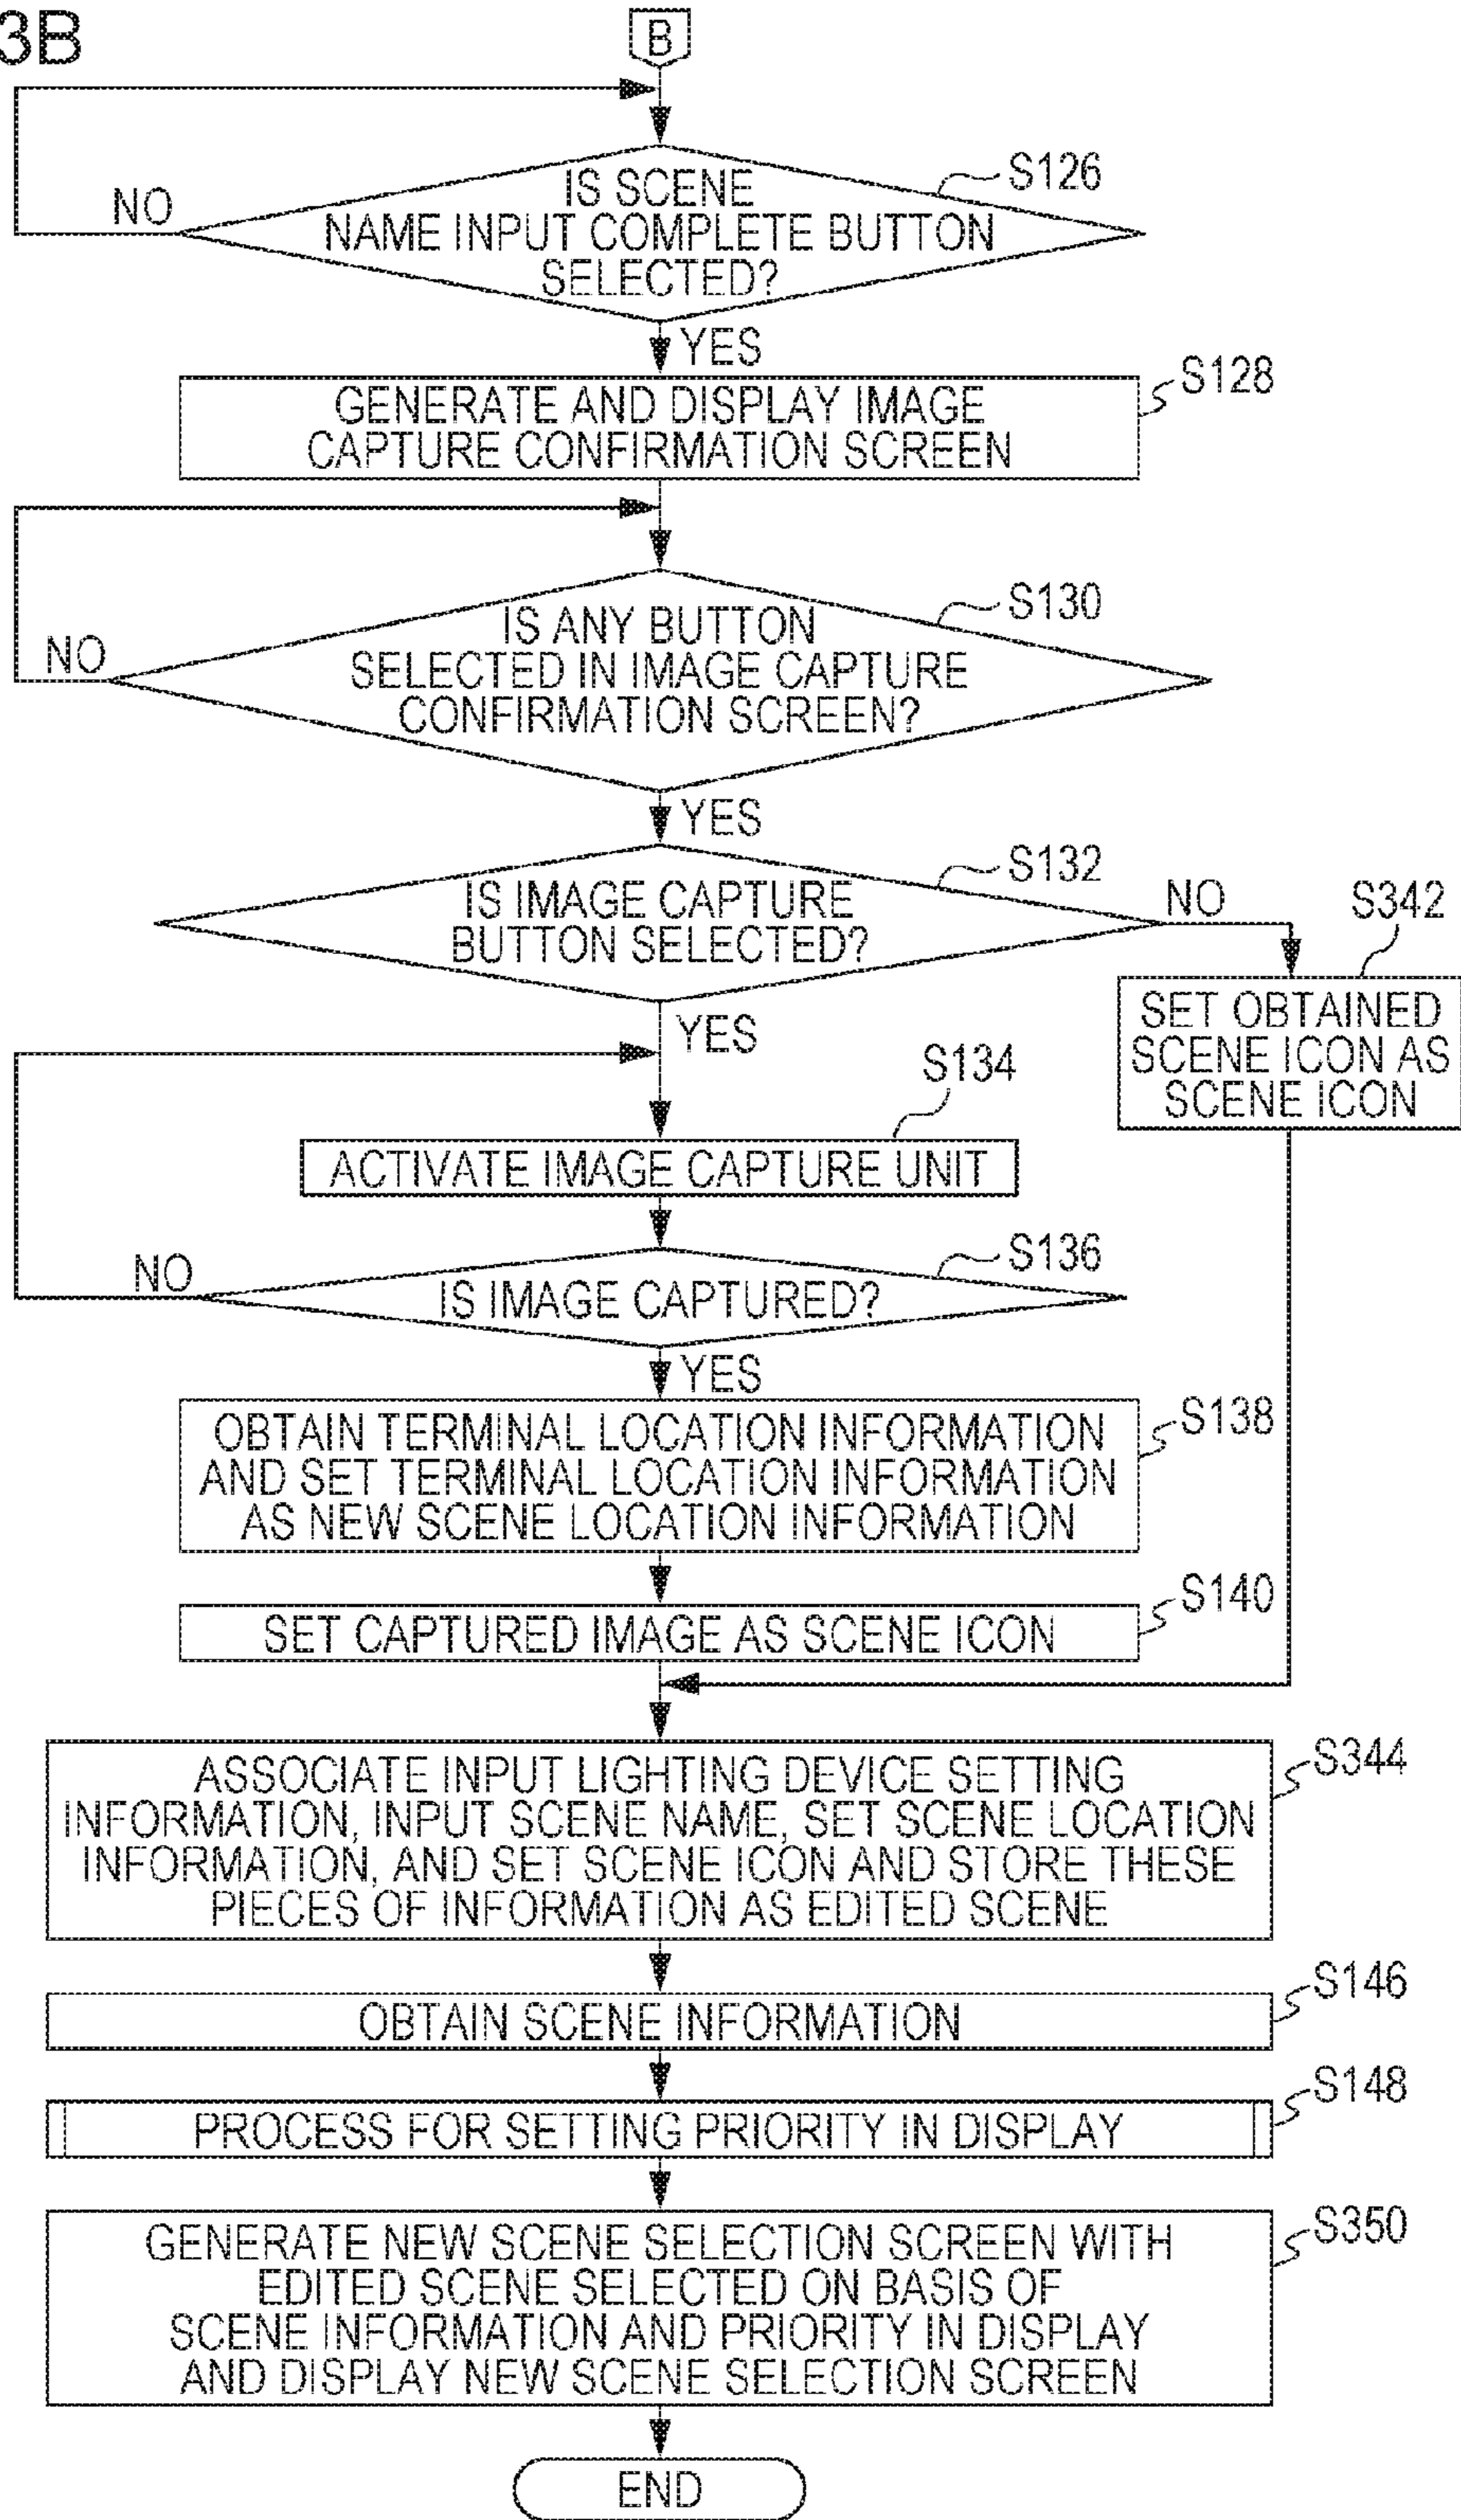 3B
B
S126
IS SCENE
NAME INPUT COMPLETE BUTTON
SELECTED?
NO
YES
S128
GENERATE AND DISPLAY IMAGE
CAPTURE CONFIRMATION SCREEN
S130
IS ANY BUTTON
SELECTED IN IMAGE CAPTURE
CONFIRMATION SCREEN?
NO
YES
S132
IS IMAGE CAPTURE
BUTTON SELECTED?
NO
S342
SET OBTAINED
SCENE ICON AS
SCENE ICON
YES
S134
ACTIVATE IMAGE CAPTURE UNIT
S136
IS IMAGE CAPTURED?
NO
YES
S138
OBTAIN TERMINAL LOCATION INFORMATION
AND SET TERMINAL LOCATION INFORMATION
AS NEW SCENE LOCATION INFORMATION
S140
SET CAPTURED IMAGE AS SCENE ICON
S344
ASSOCIATE INPUT LIGHTING DEVICE SETTING
INFORMATION, INPUT SCENE NAME, SET SCENE LOCATION
INFORMATION, AND SET SCENE ICON AND STORE THESE
PIECES OF INFORMATION AS EDITED SCENE
S146
OBTAIN SCENE INFORMATION
S148
PROCESS FOR SETTING PRIORITY IN DISPLAY
S350
GENERATE NEW SCENE SELECTION SCREEN WITH
EDITED SCENE SELECTED ON BASIS OF
SCENE INFORMATION AND PRIORITY IN DISPLAY
AND DISPLAY NEW SCENE SELECTION SCREEN
END